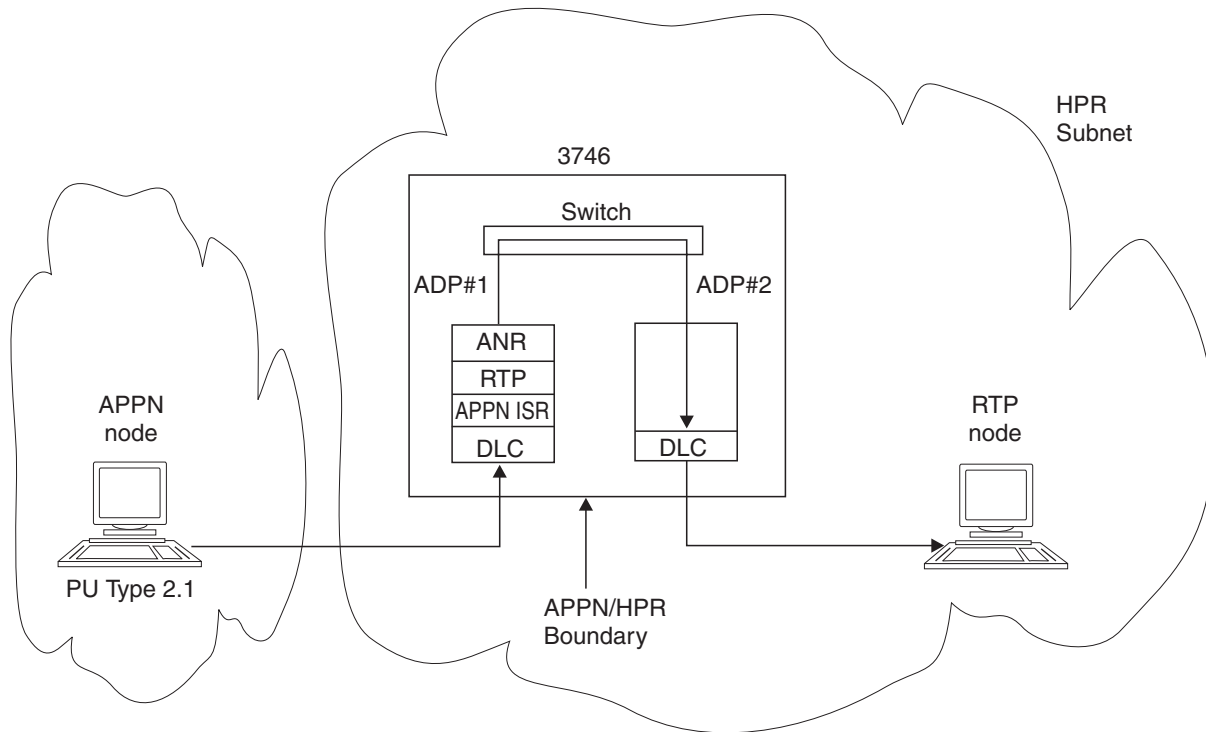 HPR
Subnet
3746
Switch
ADP#1
ADP#2
ANR
RTP
APPN ISR
DLC
DLC
APPN
node
PU Type 2.1
RTP
node
APPN/HPR
Boundary